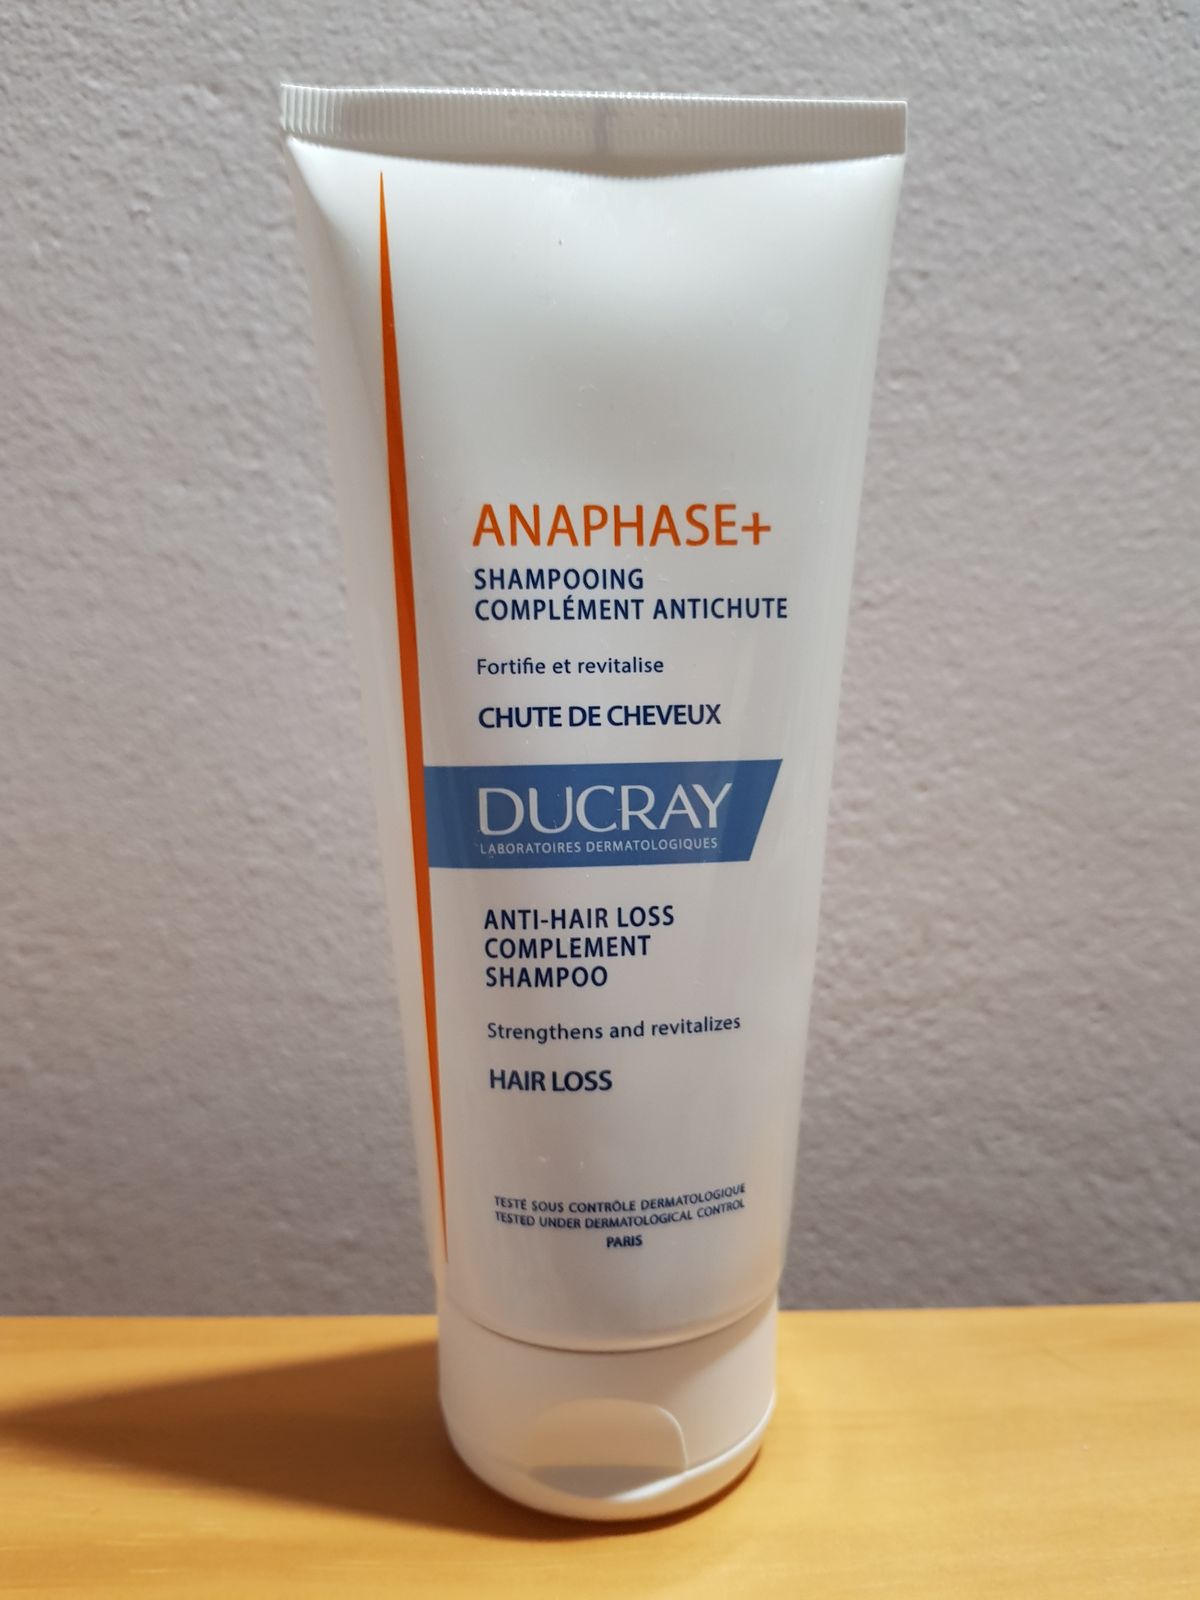 ANAPHASE+
SHAMPOOING
COMPLÉMENT ANTICHUTE
Fortifie et revitalise
CHUTE DE CHEVEUX
DUCRAY
LABORATOIRES DERMATOLOGIQUES
ANTI-HAIR LOSS
COMPLEMENT
SHAMPOO
Strengthens and revitalizes
HAIR LOSS
TESTÉ SOUS CONTRÔLE DERMATOLOGIQUE
TESTED UNDER DERMATOLOGICAL CONTROL
PARIS